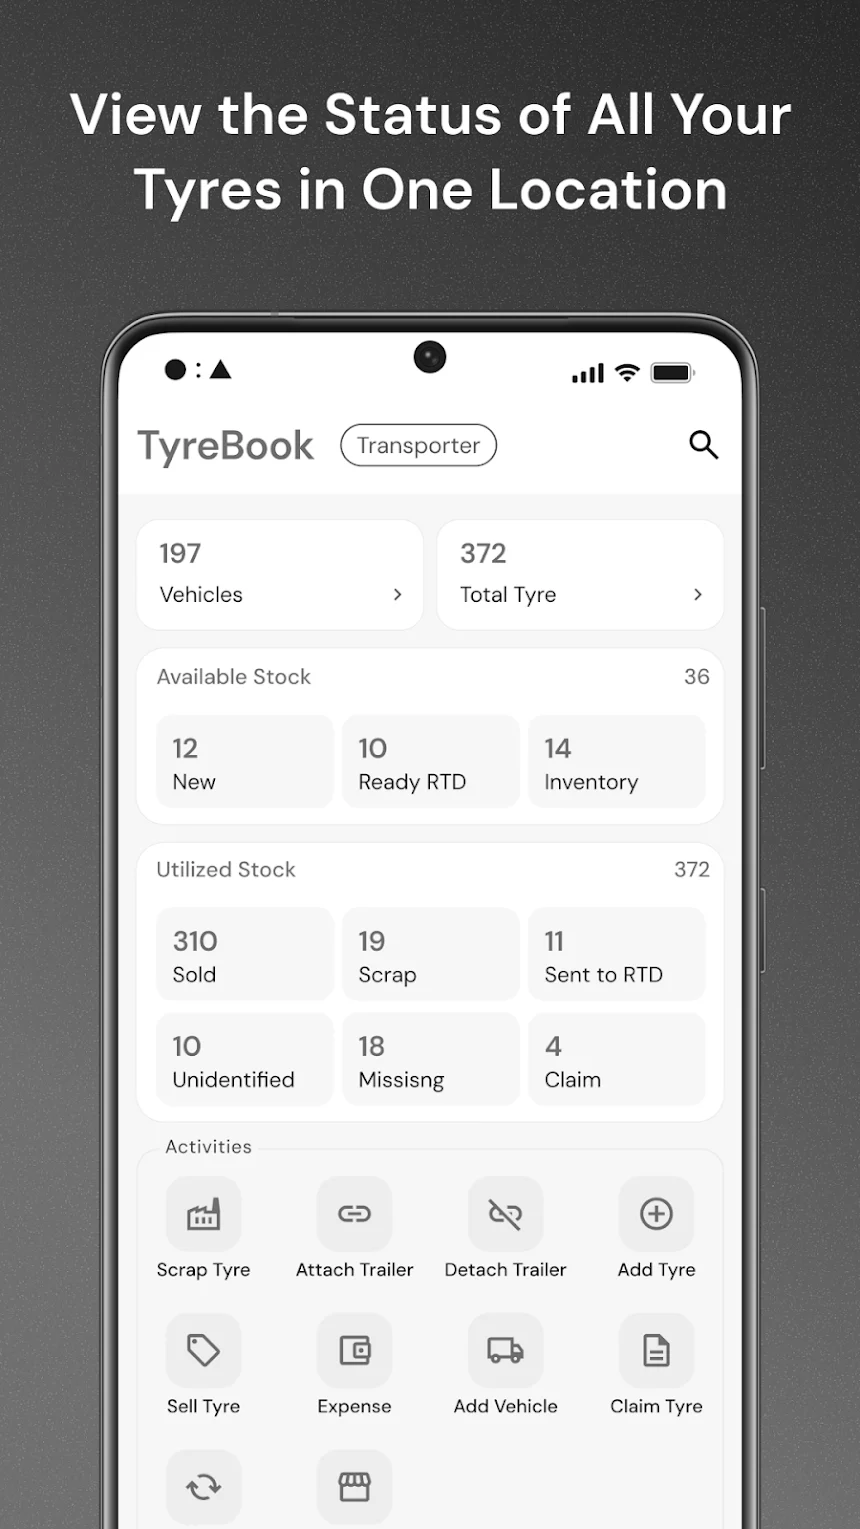 View the Status of All Your
Tyres in One Location
TyreBook
Transporter
197
Vehicles
372
Total Tyre
Available Stock
36
12
New
10
Ready RTD
14
Inventory
Utilized Stock
372
310
Sold
19
Scrap
11
Sent to RTD
10
Unidentified
18
Missisng
4
Claim
Activities
Scrap Tyre
Attach Trailer
Detach Trailer
Add Tyre
Sell Tyre
Expense
Add Vehicle
Claim Tyre